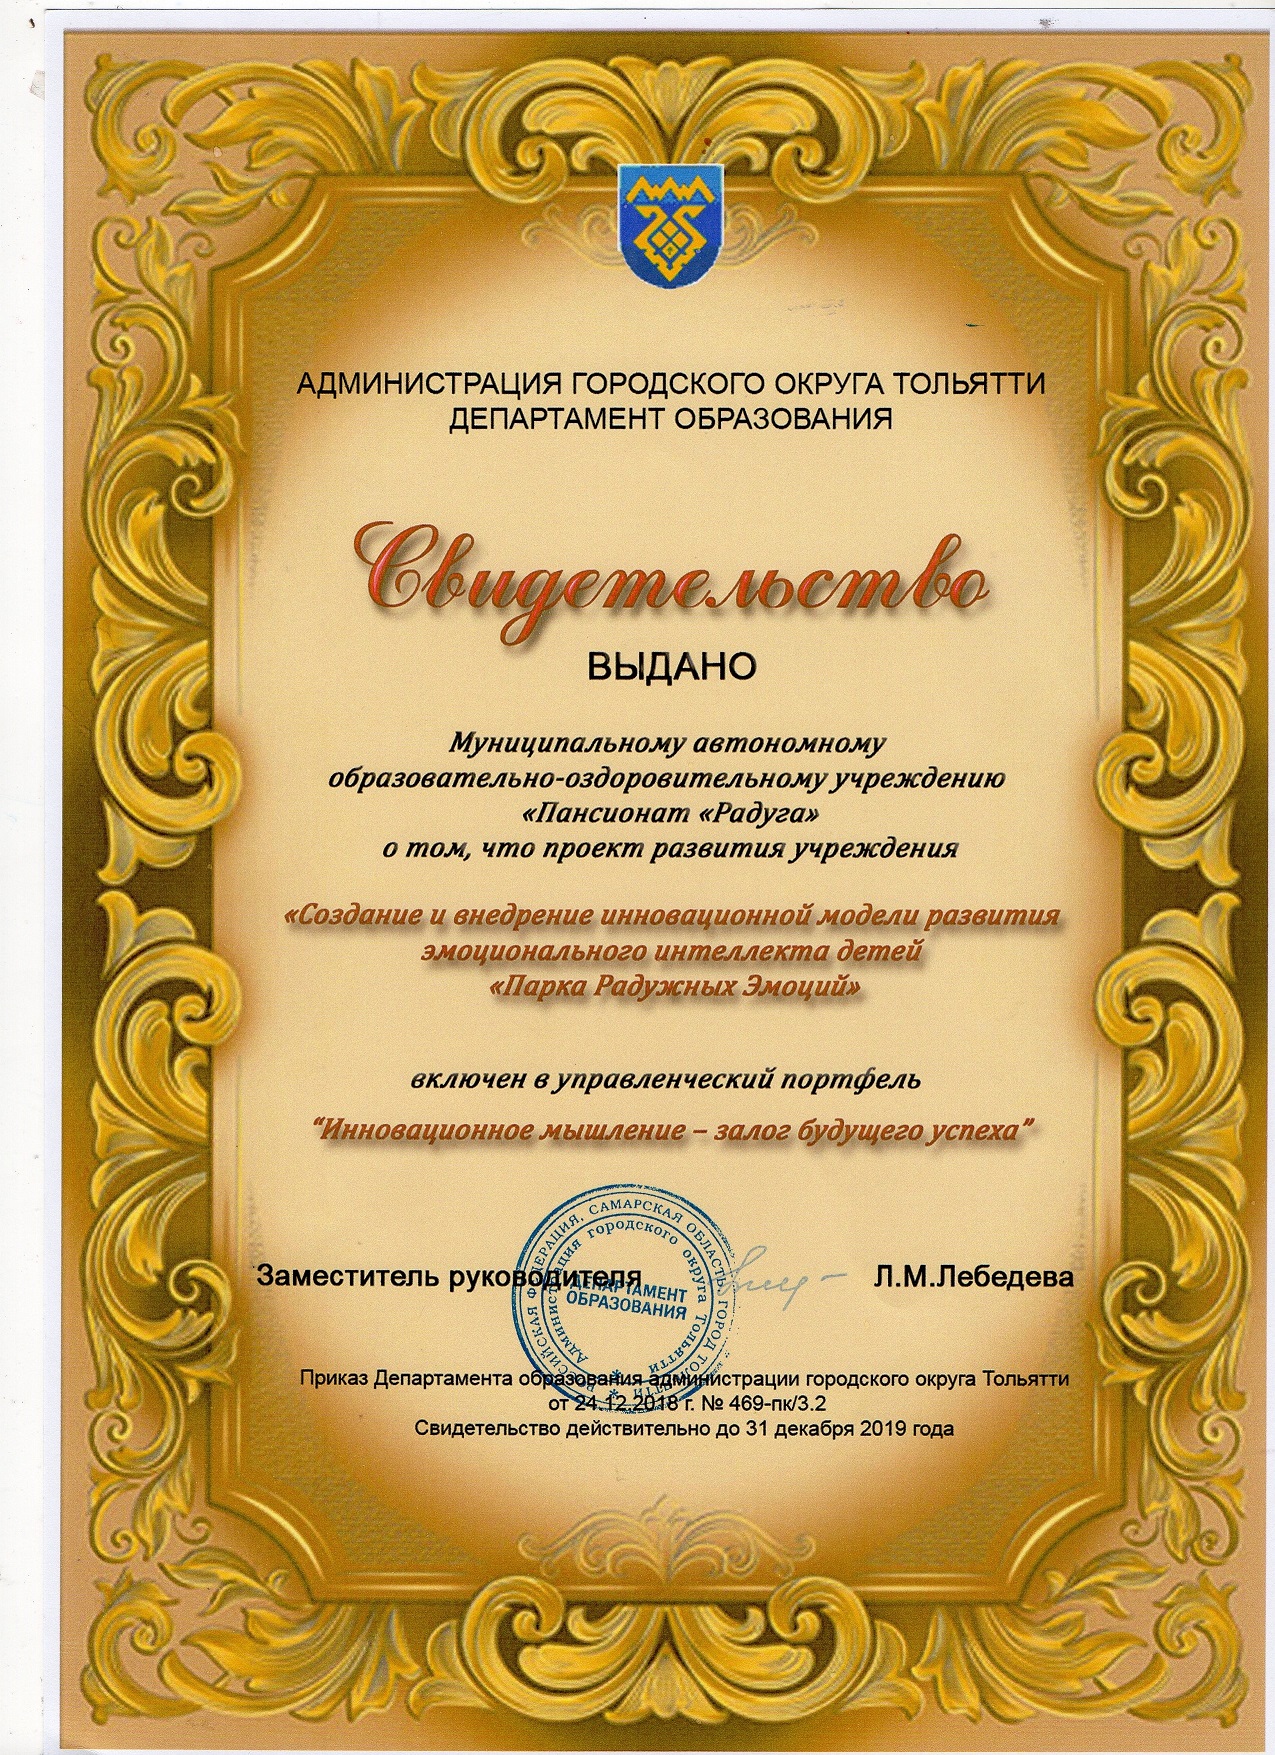 АДМИНИСТРАЦИЯ ГОРОДСКОГО ОКРУГА ТОЛЬЯТТИ
ДЕПАРТАМЕНТ ОБРАЗОВАНИЯ
Свидетельство
ВЫДАНО
Муниципальному автономному
образовательно-оздоровительному учреждению
«Пансионат «Радуга»
о том, что проект развития учреждения
«Создание и внедрение инновационной модели развития
эмоционального интеллекта детей
«Парка Радужных Эмоций»
включен в управленческий портфель
“Инновационное мышление – залог будущего успеха”
Заместитель руководителя
Л.М.Лебедева
РОССИЙСКАЯ ФЕДЕРАЦИЯ, САМАРСКАЯ ОБЛАСТЬ, ГОРОД ТОЛЬЯТТИ
Администрация городского округа Тольятти
ДЕПАРТАМЕНТ
ОБРАЗОВАНИЯ
Приказ Департамента образования администрации городского округа Тольятти
от 24.12.2018 г. № 469-пк/3.2
Свидетельство действительно до 31 декабря 2019 года